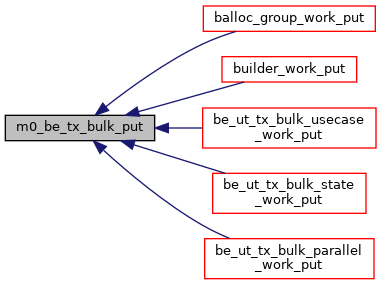 balloc_group_work_put
builder_work_put
m0_be_tx_bulk_put
be_ut_tx_bulk_usecase
_work_put
be_ut_tx_bulk_state
_work_put
be_ut_tx_bulk_parallel
_work_put